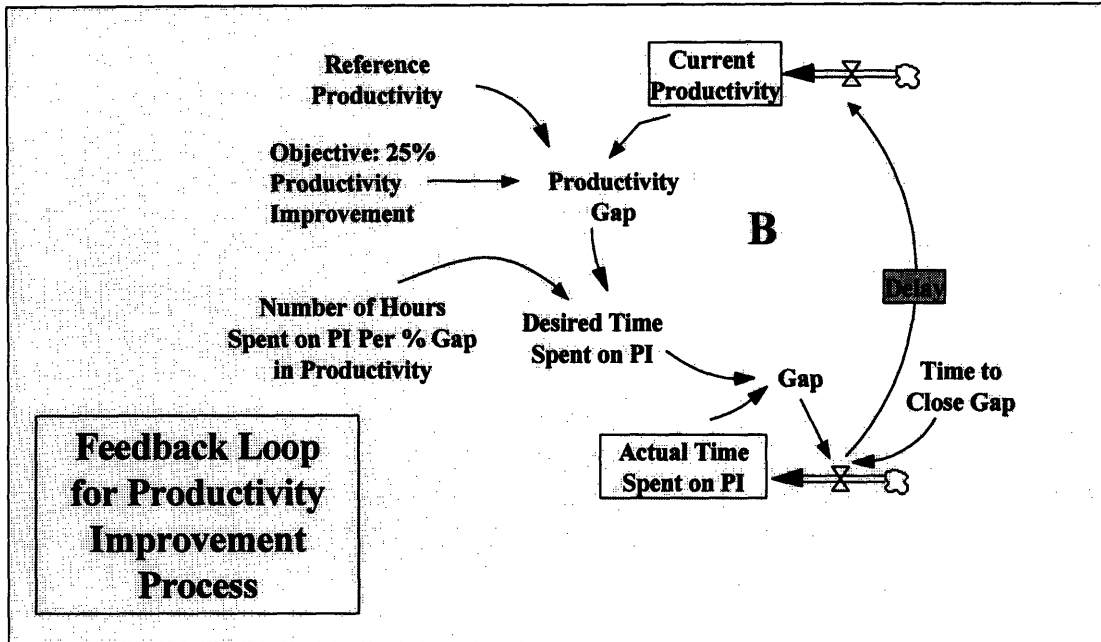 Reference
Productivity
Current
Productivity
Objective: 25%
Productivity
Improvement
Productivity
Gap
B
Delay
Number of Hours
Spent on PI Per % Gap
in Productivity
Desired Time
Spent on PI
Gap
Time to
Close Gap
Actual Time
Spent on PI
Feedback Loop
for Productivity
Improvement
Process